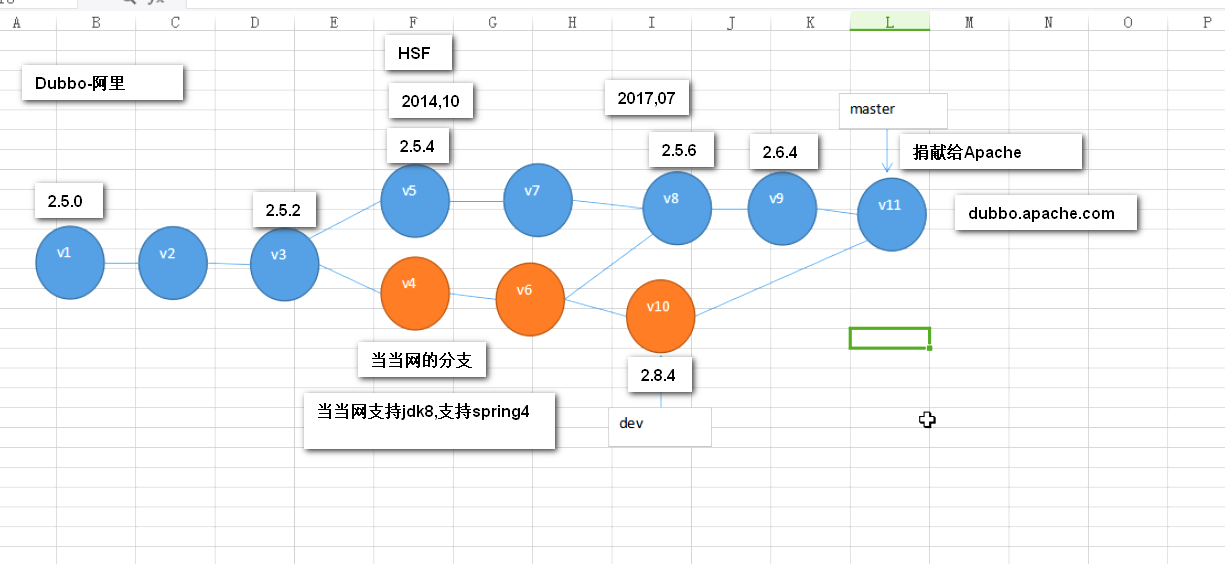 A B C D E F G H I J K L M N O P
HSF
Dubbo-阿里
2014,10
2017,07
master
2.5.4
2.5.6
2.6.4
捐献给Apache
2.5.0
2.5.2
v5
v7
v8
v9
v11
dubbo.apache.com
v1
v2
v3
v4
v6
v10
当当网的分支
2.8.4
当当网支持jdk8,支持spring4
dev